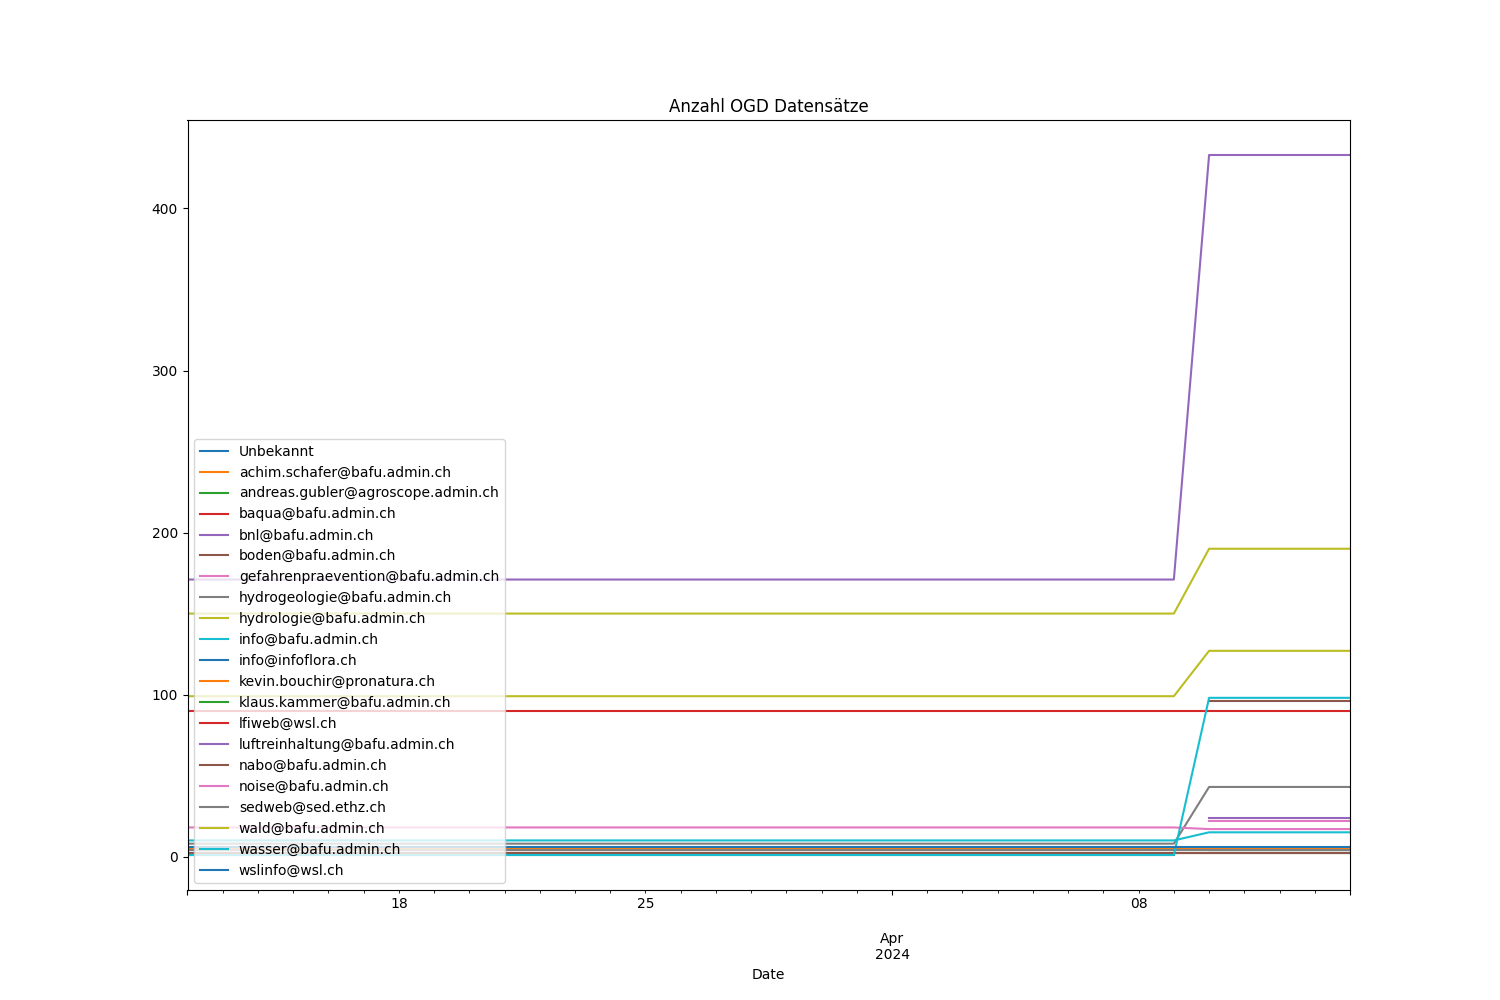 Anzahl OGD Datensätze
400
300
200
100
0
Unbekannt
achim.schafer@bafu.admin.ch
andreas.gubler@agroscope.admin.ch
baqua@bafu.admin.ch
bnl@bafu.admin.ch
boden@bafu.admin.ch
gefahrenpraevention@bafu.admin.ch
hydrogeologie@bafu.admin.ch
hydrologie@bafu.admin.ch
info@bafu.admin.ch
info@infoflora.ch
kevin.bouchir@pronatura.ch
klaus.kammer@bafu.admin.ch
lfiweb@wsl.ch
luftreinhaltung@bafu.admin.ch
nabo@bafu.admin.ch
noise@bafu.admin.ch
sedweb@sed.ethz.ch
wald@bafu.admin.ch
wasser@bafu.admin.ch
wslinfo@wsl.ch
18 25 08
Apr
2024
Date